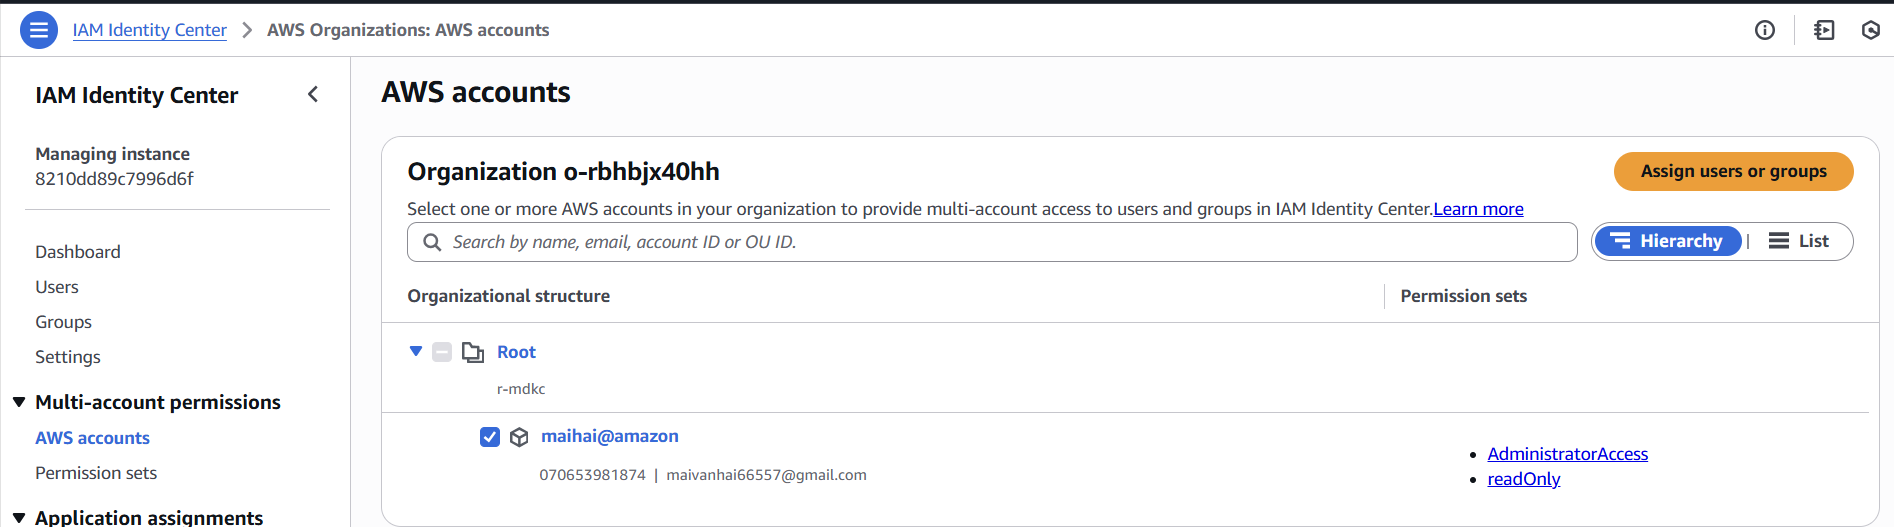 IAM Identity Center > AWS Organizations: AWS accounts
IAM Identity Center
Managing instance
8210dd89c7996d6f
Dashboard
Users
Groups
Settings
Multi-account permissions
AWS accounts
Permission sets
Application assignments
AWS accounts
Organization o-rbhbjx40hh
Assign users or groups
Select one or more AWS accounts in your organization to provide multi-account access to users and groups in IAM Identity Center.Learn more
Search by name, email, account ID or OU ID.
Hierarchy | List
Organizational structure
Permission sets
Root
r-mdkc
maihai@amazon
070653981874 | maivanhai66557@gmail.com
AdministratorAccess
readOnly